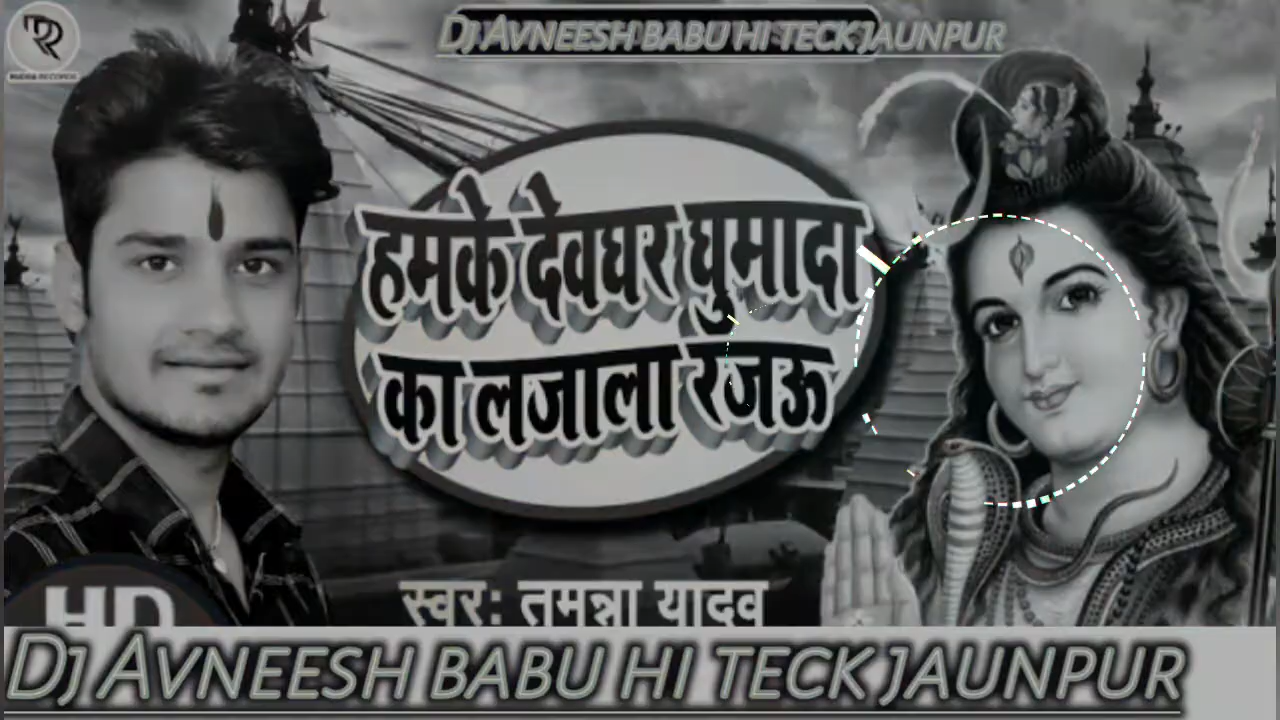 DJ AVNEESH BABU HI TECK JAUNPUR
हमके देवघर घुमादा
का लजाला रजऊ
स्वर: तमन्ना यादव
HD
DJ AVNEESH BABU HI TECK JAUNPUR